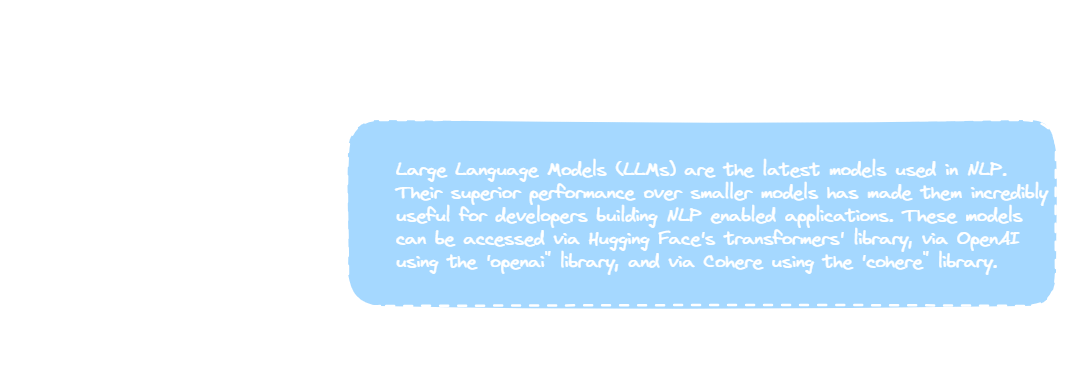 Large Language Models (LLMs) are the latest models used in NLP.
Their superior performance over smaller models has made them incredibly
useful for developers building NLP enabled applications. These models
can be accessed via Hugging Face's transformers' library, via OpenAI
using the 'openai" library, and via Cohere using the 'cohere" library.